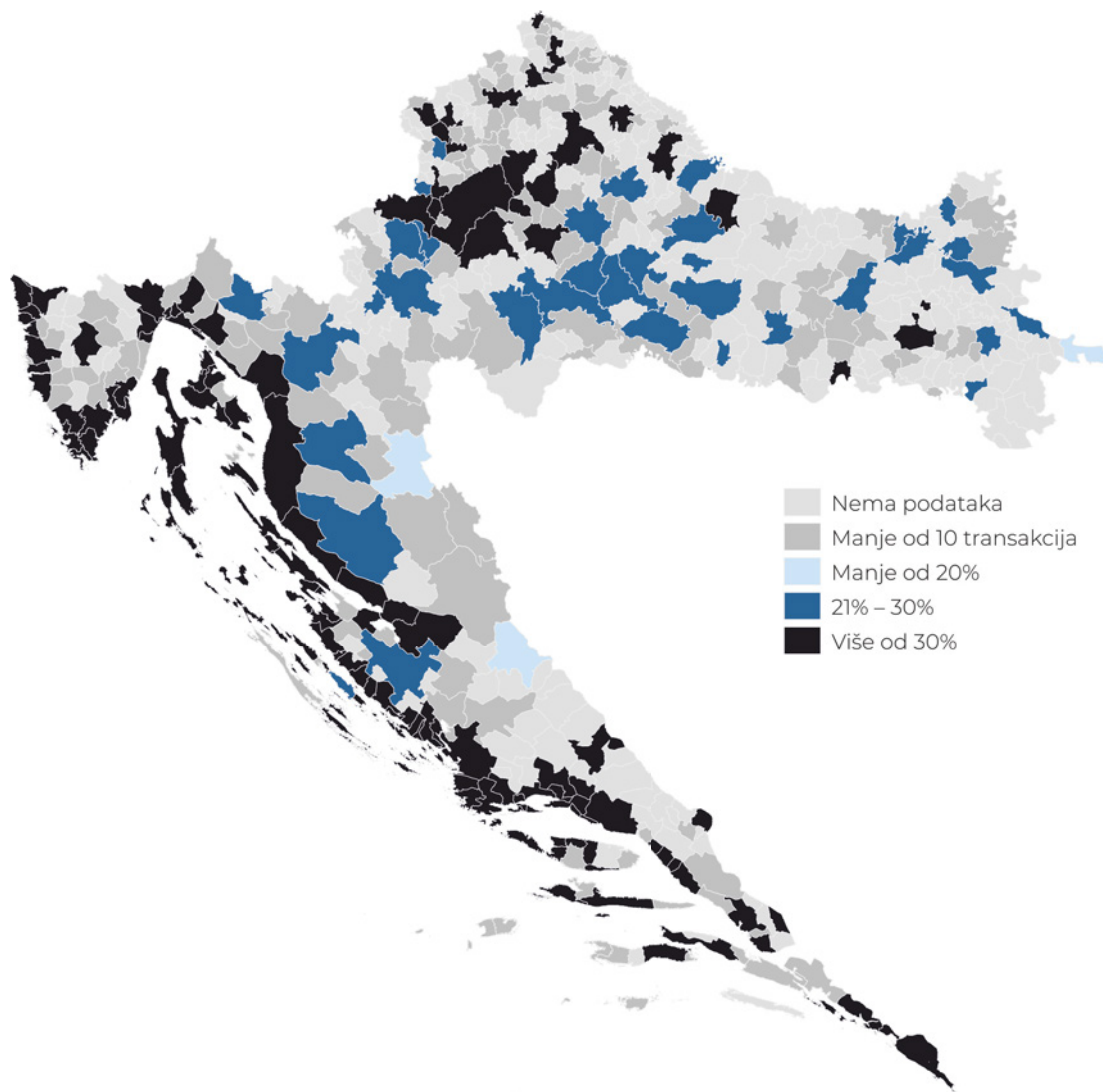 Nema podataka
Manje od 10 transakcija
Manje od 20%
21% – 30%
Više od 30%